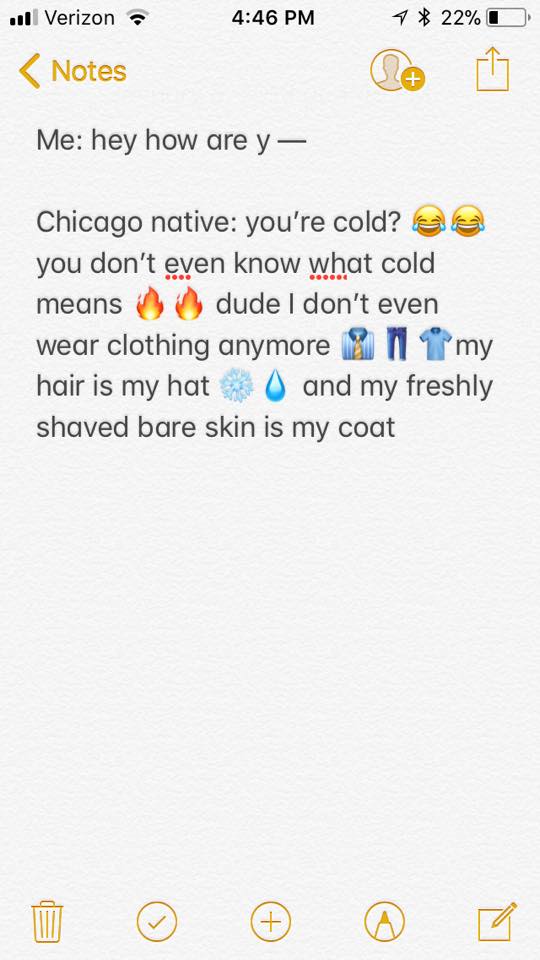 Verizon 4:46 PM 22%
Notes
Me: hey how are y —
Chicago native: you’re cold? 😂😂
you don’t even know what cold
means 🔥🔥 dude I don’t even
wear clothing anymore 👔👖👕my
hair is my hat ❄️💧 and my freshly
shaved bare skin is my coat